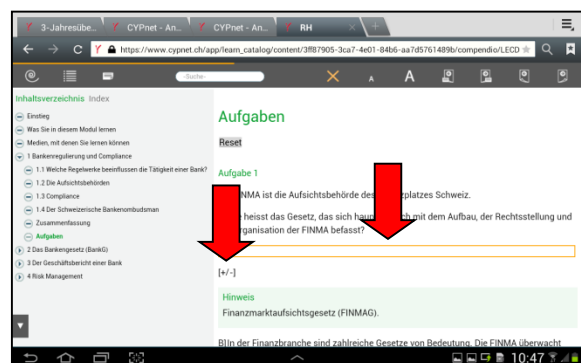 3-Jahresübe..
CYPnet - An..
CYPnet - An..
RH
https://www.cypnet.ch/app/learn_catalog/content/3ff87905-3ca7-4e01-84b6-aa7d5761489b/compendio/LECD
-Suche-
A
A
Inhaltsverzeichnis Index
Einstieg
Was Sie in diesem Modul lernen
Medien, mit denen Sie lernen können
1 Bankenregulierung und Compliance
1.1 Welche Regelwerke beeinflussen die Tätigkeit einer Bank?
1.2 Die Aufsichtsbehörden
1.3 Compliance
1.4 Der Schweizerische Bankenombudsman
Zusammenfassung
Aufgaben
2 Das Bankengesetz (BankG)
3 Der Geschäftsbericht einer Bank
4 Risk Management
Aufgaben
Reset
Aufgabe 1
INMA ist die Aufsichtsbehörde des platzes Schweiz.
heisst das Gesetz, das sich hau ch mit dem Aufbau, der Rechtsstellung und
rganisation der FINMA befasst?
[+/-]
Hinweis
Finanzmarktaufsichtsgesetz (FINMAG).
B)In der Finanzbranche sind zahlreiche Gesetze von Bedeutung. Die FINMA überwacht
10:47